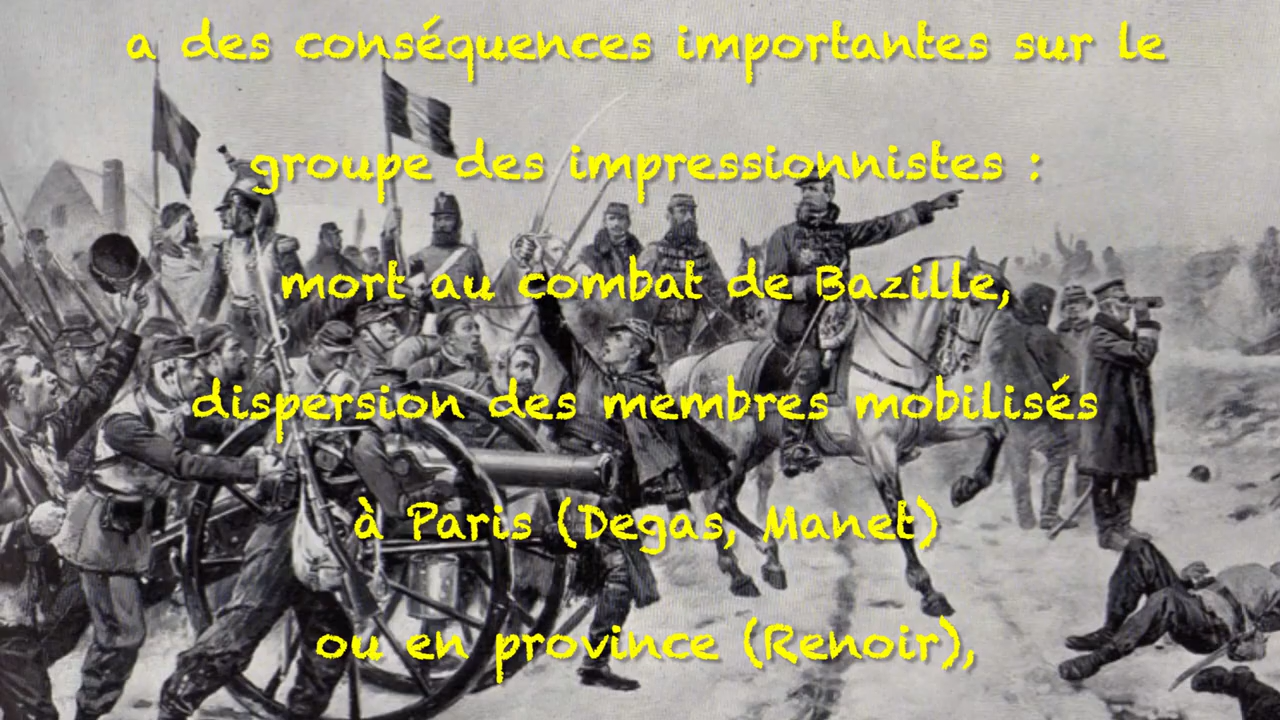 a des conséquences importantes sur le
groupe des impressionnistes :
mort au combat de Bazille,
dispersion des membres mobilisés
à Paris (Degas, Manet)
ou en province (Renoir),